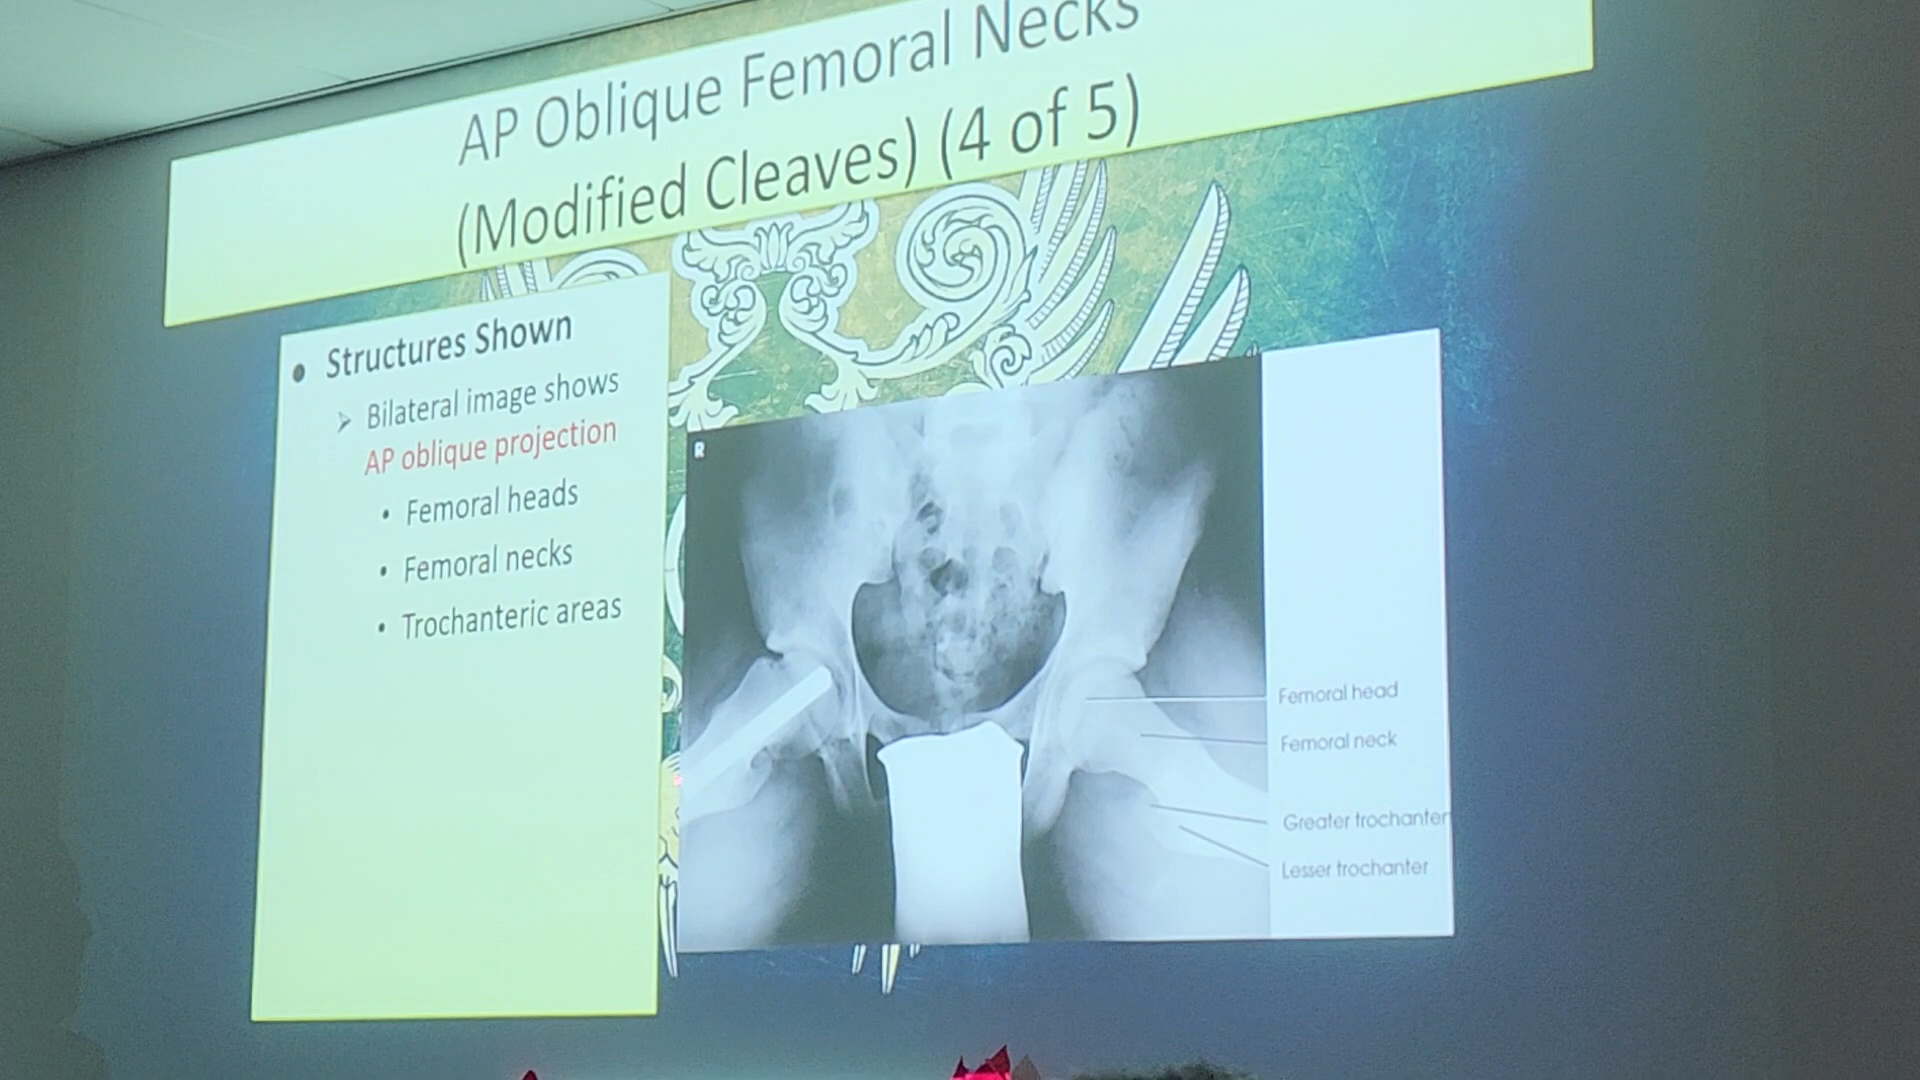 AP Oblique Femoral Necks
(Modified Cleaves) (4 of 5)
• Structures Shown
➢ Bilateral image shows
AP oblique projection
• Femoral heads
• Femoral necks
• Trochanteric areas
R
Femoral head
Femoral neck
Greater trochanter
Lesser trochanter